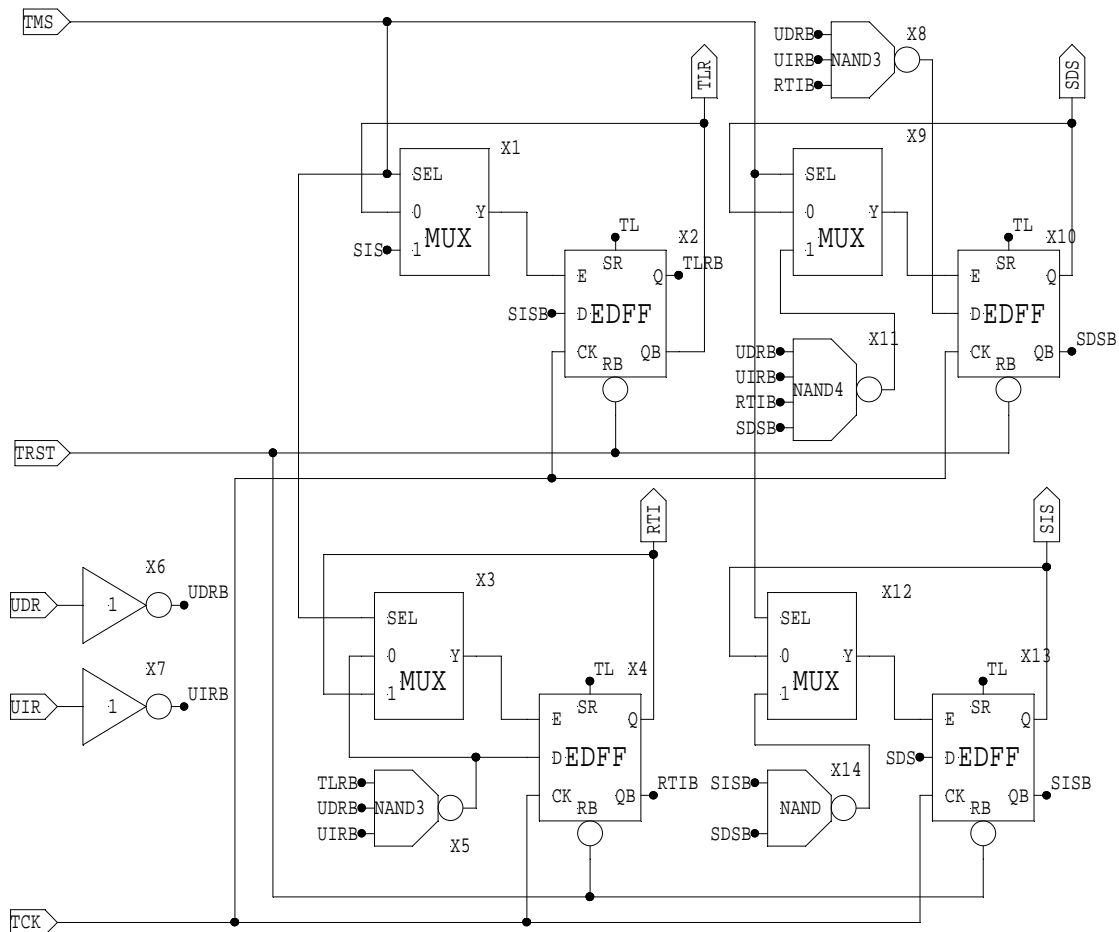 TMS
UDRB
UIRB
RTIB
NAND3
X8
TLR
SDS
X1
SEL
0
1
Y
MUX
SIS
X9
SEL
0
1
Y
MUX
TL
X2
SR
E
Q
TLRB
SISB
D
EDFF
CK
QB
RB
TL
X10
SR
E
Q
D
EDFF
CK
QB
SDSB
RB
X11
UDRB
UIRB
RTIB
SDSB
NAND4
TRST
RTI
SIS
X6
UDR
1
UDRB
X7
UIR
1
UIRB
X3
SEL
0
1
Y
MUX
X12
SEL
0
1
Y
MUX
TL
X4
SR
E
Q
D
EDFF
CK
QB
RTIB
RB
TLRB
UDRB
UIRB
NAND3
X5
TL
X13
SR
E
Q
SDS
D
EDFF
CK
QB
SISB
RB
X14
SISB
SDSB
NAND
TCK